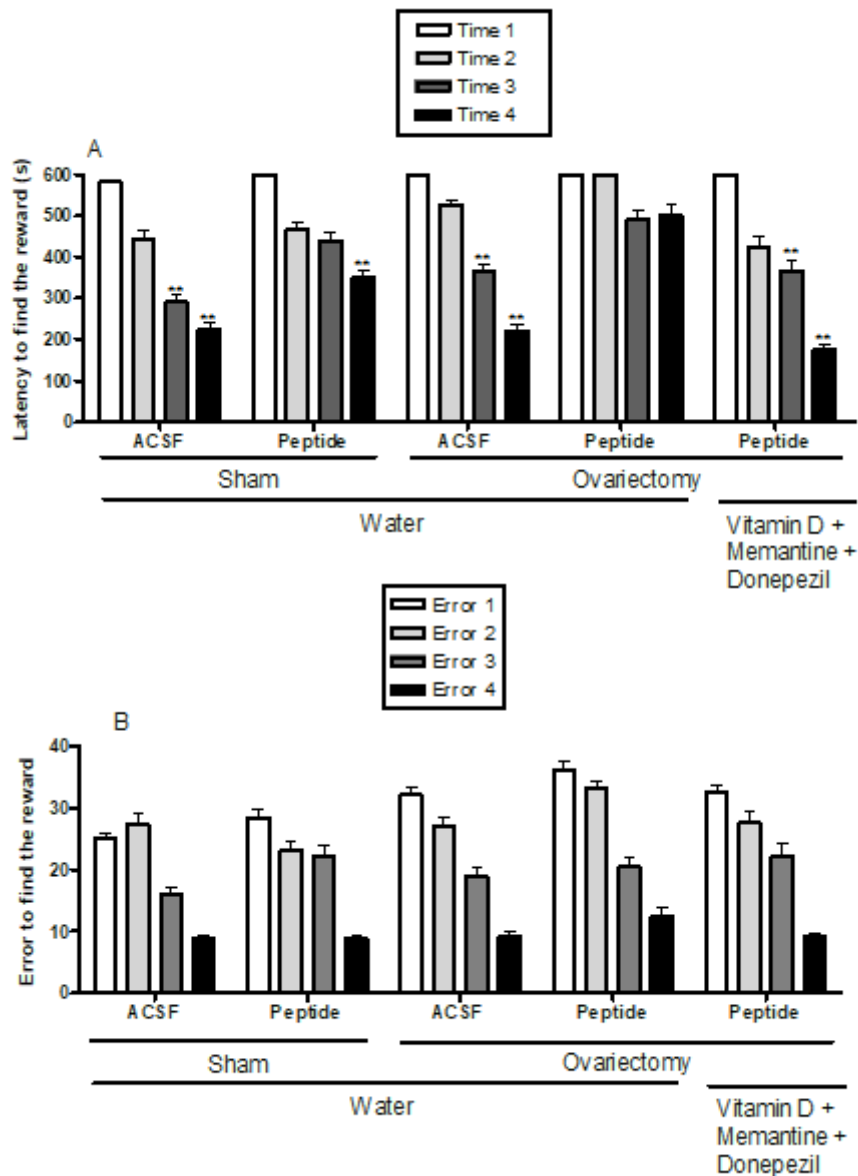 Time 1
Time 2
Time 3
Time 4
A
Latency to find the reward (s)
600
500
400
300
200
100
0
** ** ** ** ** ** **
ACSF Peptide ACSF Peptide Peptide
Sham Ovariectomy
Water Vitamin D +
Memantine +
Donepezil
Error 1
Error 2
Error 3
Error 4
B
Error to find the reward
40
30
20
10
0
ACSF Peptide ACSF Peptide Peptide
Sham Ovariectomy
Water Vitamin D +
Memantine +
Donepezil